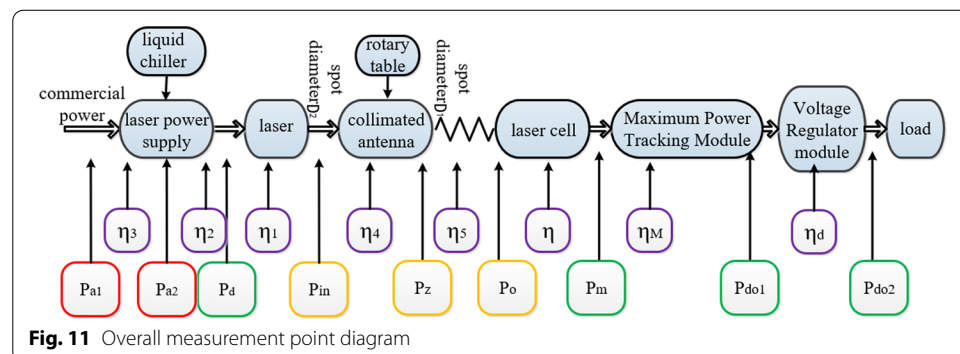 liquid
chiller
rotary
table
commercial
power
laser power
supply
laser
spot
diameterD2
collimated
antenna
spot
diameterD1
laser cell
Maximum Power
Tracking Module
Voltage
Regulator
module
load
η3
η2
η1
η4
η5
η
ηM
ηd
Pa1
Pa2
Pd
Pin
Pz
Po
Pm
Pdo1
Pdo2
Fig. 11 Overall measurement point diagram